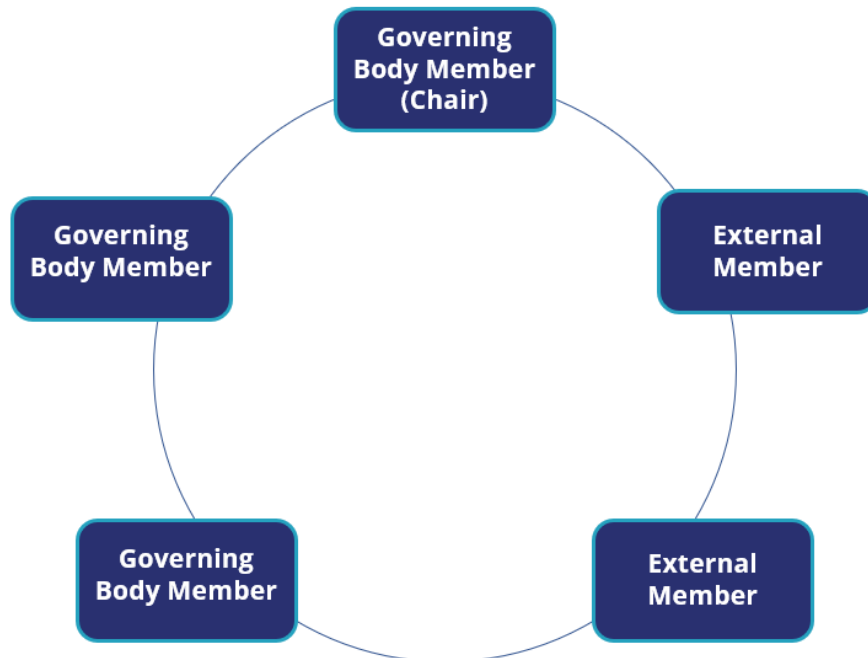 Governing
Body Member
(Chair)
Governing
Body Member
External
Member
Governing
Body Member
External
Member